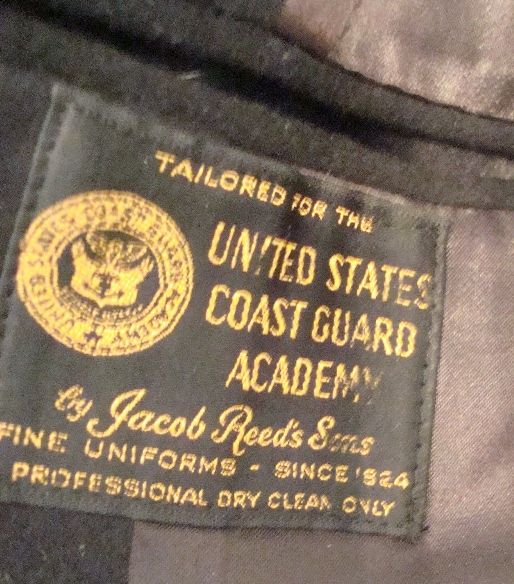 TAILORED FOR THE
UNITED STATES
COAST GUARD
ACADEMY
by Jacob Reed's Sons
FINE UNIFORMS - SINCE 1824
PROFESSIONAL DRY CLEAN ONLY